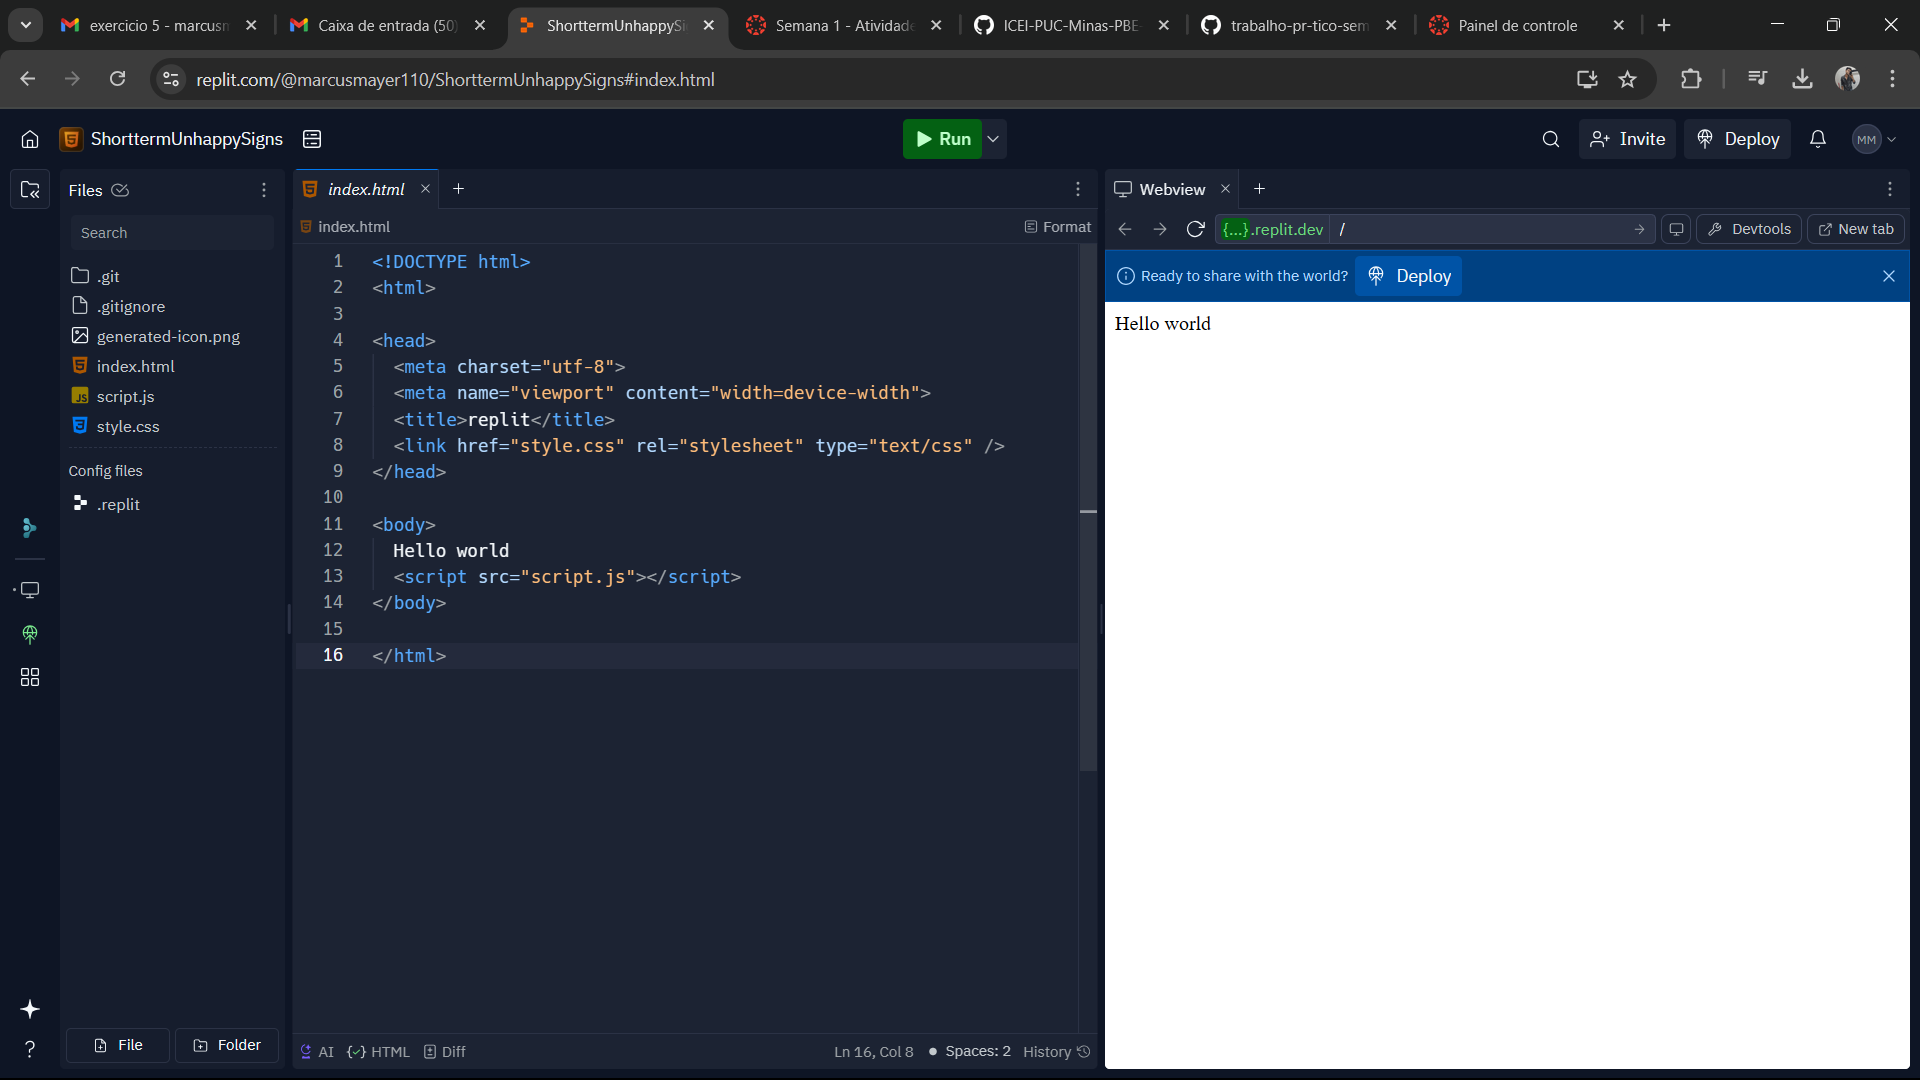 exercicio 5 - marcusm
Caixa de entrada (50)
ShorttermUnhappySi
Semana 1 - Atividade
ICEI-PUC-Minas-PBE-
trabalho-pr-tico-sem
Painel de controle
replit.com/@marcusmayer110/ShorttermUnhappySigns#index.html
ShorttermUnhappySigns
Run
Invite
Deploy
MM
Files
Search
.git
.gitignore
generated-icon.png
index.html
JS script.js
style.css
Config files
.replit
File
Folder
index.html
index.html
Format
1 <!DOCTYPE html>
2 <html>
3
4 <head>
5 <meta charset="utf-8">
6 <meta name="viewport" content="width=device-width">
7 <title>replit</title>
8 <link href="style.css" rel="stylesheet" type="text/css" />
9 </head>
10
11 <body>
12 Hello world
13 <script src="script.js"></script>
14 </body>
15
16 </html>
AI
HTML
Diff
Ln 16, Col 8
Spaces: 2
History
Webview
{...}.replit.dev /
Devtools
New tab
Ready to share with the world?
Deploy
Hello world